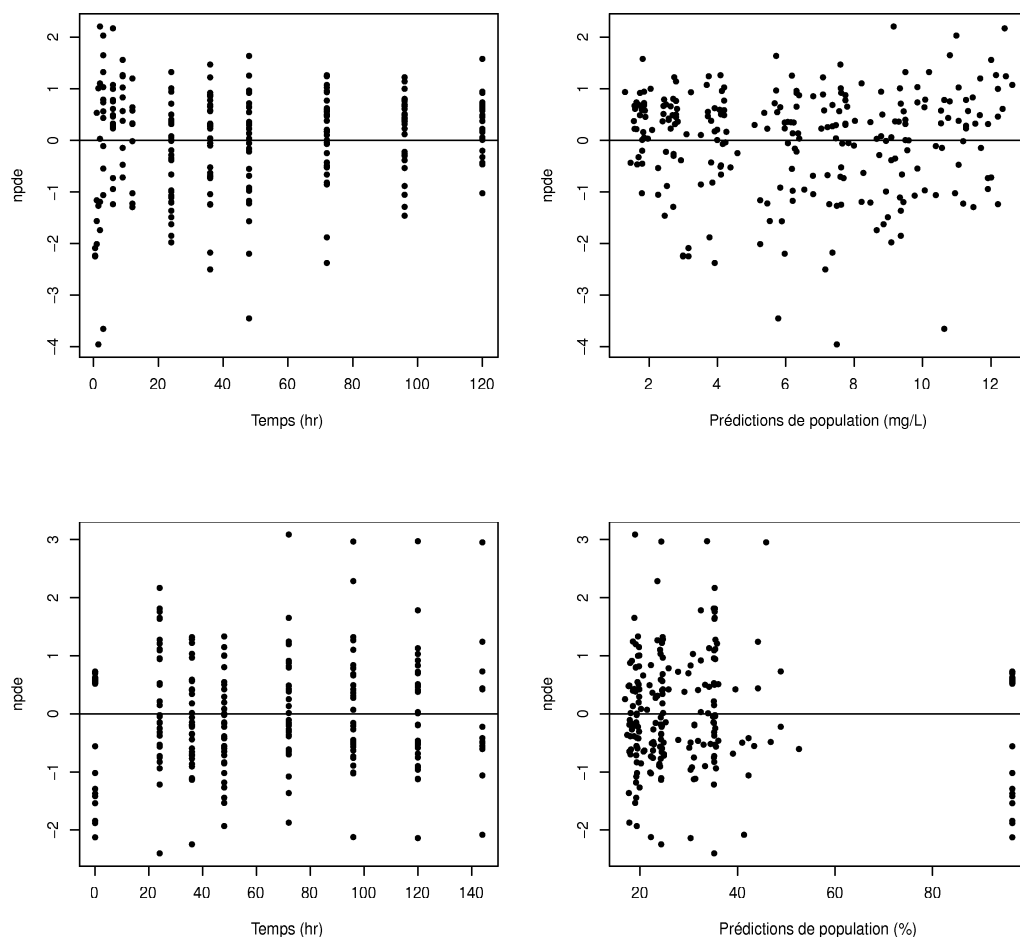 npde
2
1
0
−1
−2
−3
−4
0 20 40 60 80 100 120
Temps (hr)
npde
2
1
0
−1
−2
−3
−4
2 4 6 8 10 12
Prédictions de population (mg/L)
npde
3
2
1
0
−1
−2
0 20 40 60 80 100 120 140
Temps (hr)
npde
3
2
1
0
−1
−2
20 40 60 80
Prédictions de population (%)